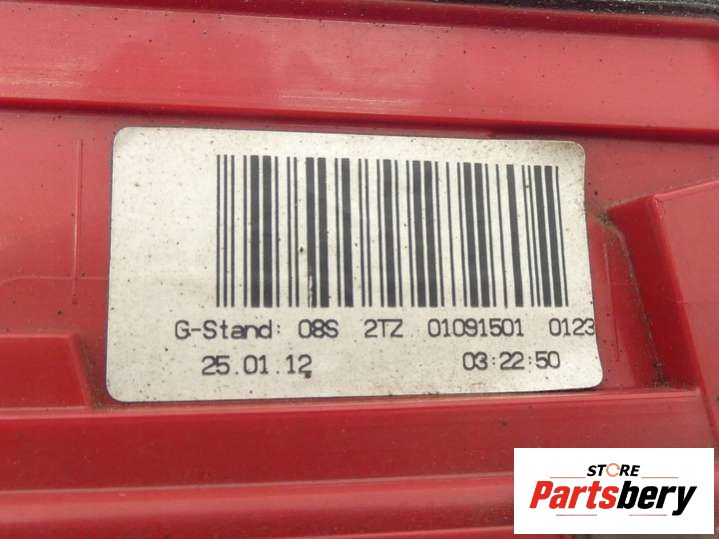 G-Stand: 08S 2TZ 01091501 0123
25.01.12 03:22:50
STORE
Partsbery